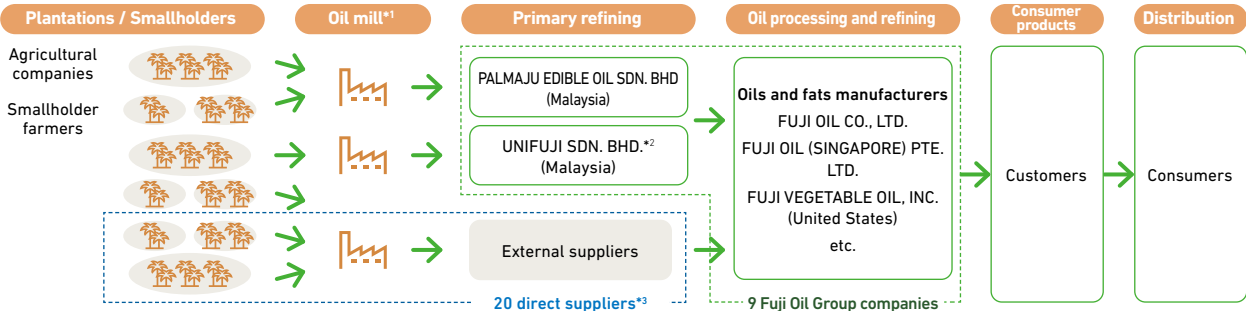 Plantations / Smallholders
Oil mill*1
Primary refining
Oil processing and refining
Consumer
products
Distribution
Agricultural
companies
Smallholder
farmers
PALMAJU EDIBLE OIL SDN. BHD
(Malaysia)
UNIFUJI SDN. BHD.*2
(Malaysia)
External suppliers
Oils and fats manufacturers
FUJI OIL CO., LTD.
FUJI OIL (SINGAPORE) PTE.
LTD.
FUJI VEGETABLE OIL, INC.
(United States)
etc.
Customers
Consumers
20 direct suppliers*3
9 Fuji Oil Group companies